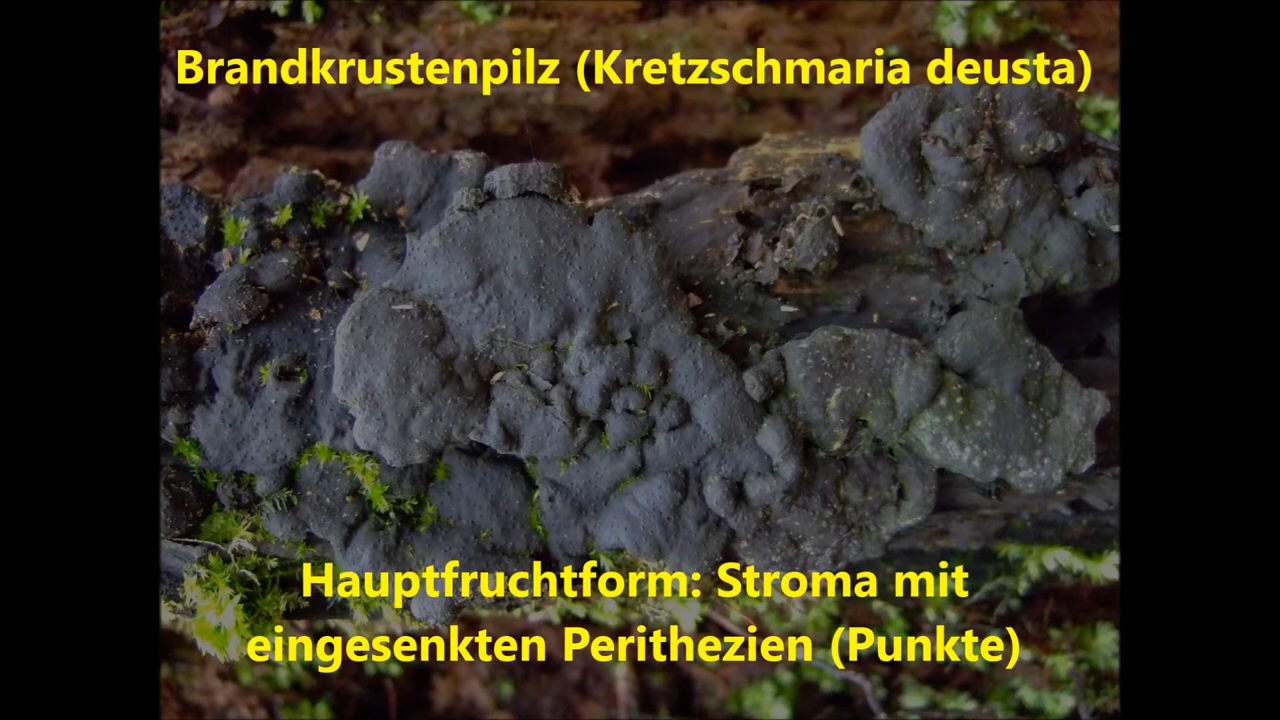 Brandkrustenpilz (Kretzschmaria deusta)
Hauptfruchtform: Stroma mit
eingesenkten Perithezien (Punkte)